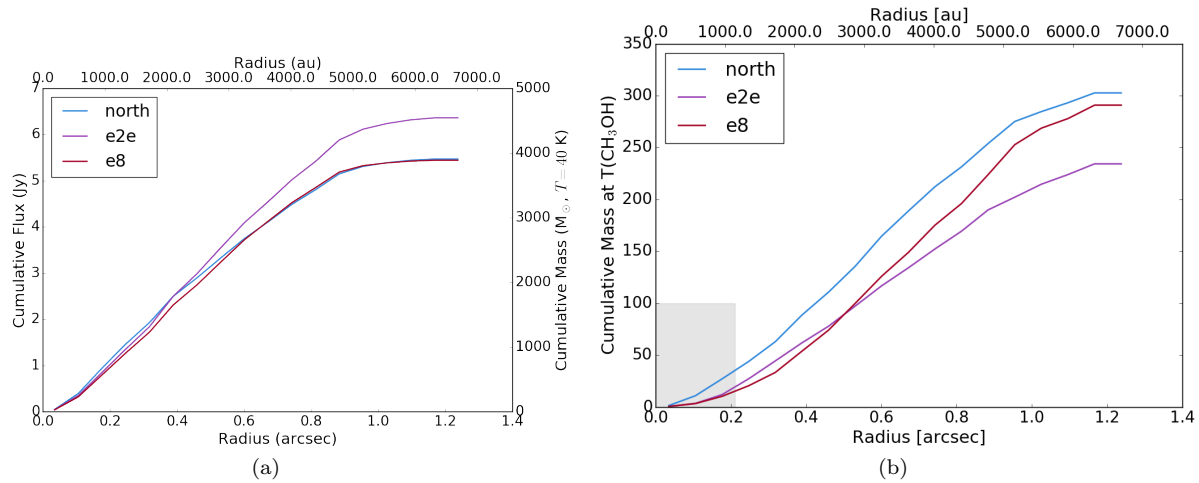 Radius (au)
0.0 1000.0 2000.0 3000.0 4000.0 5000.0 6000.0 7000.0
7
6
5
4
3
2
1
0
Cumulative Flux (Jy)
north
e2e
e8
5000
4000
3000
2000
1000
0
Cumulative Mass (M☉, T = 40 K)
0.0 0.2 0.4 0.6 0.8 1.0 1.2 1.4
Radius (arcsec)
(a)
Radius [au]
0.0 1000.0 2000.0 3000.0 4000.0 5000.0 6000.0 7000.0
350
300
250
200
150
100
50
0
Cumulative Mass at T(CH₃OH)
north
e2e
e8
0.0 0.2 0.4 0.6 0.8 1.0 1.2 1.4
Radius [arcsec]
(b)